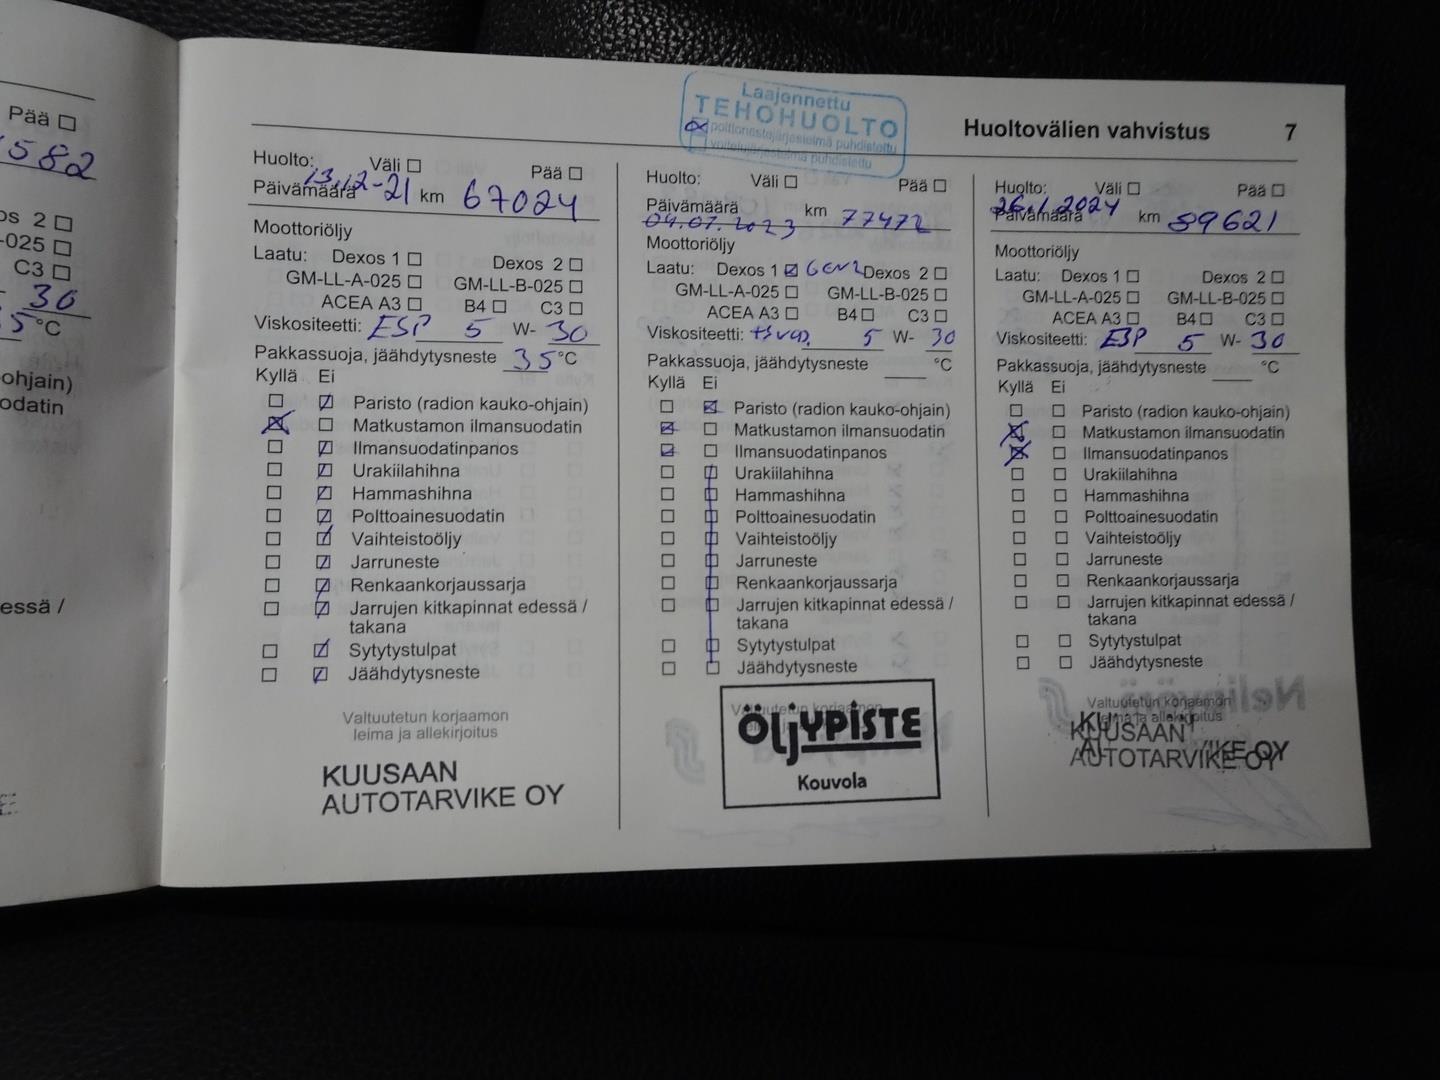 Pää
582
2
-025
C3
30
5°C
ohjain)
odatin
essä /
Huoltovälien vahvistus 7
Laajennettu
TEHOHUOLTO
polttonestejärjestelmä puhdistettu
voitelujärjestelmä puhdistettu
Huolto: Väli Pää
Päivämäärä 13.12-21 km 67024
Moottoriöljy
Laatu: Dexos 1 Dexos 2
GM-LL-A-025 GM-LL-B-025
ACEA A3 B4 C3
Viskositeetti: ESP 5 W- 30
Pakkassuoja, jäähdytysneste 35°C
Kyllä Ei
Paristo (radion kauko-ohjain)
Matkustamon ilmansuodatin
Ilmansuodatinpanos
Urakiilahihna
Hammashihna
Polttoainesuodatin
Vaihteistoöljy
Jarruneste
Renkaankorjaussarja
Jarrujen kitkapinnat edessä /
takana
Sytytystulpat
Jäähdytysneste
Valtuutetun korjaamon
leima ja allekirjoitus
KUUSAAN
AUTOTARVIKE OY
Huolto: Väli Pää
Päivämäärä km 77472
04.07.2023
Moottoriöljy
Laatu: Dexos 1 GEN2 Dexos 2
GM-LL-A-025 GM-LL-B-025
ACEA A3 B4 C3
Viskositeetti: 5 W- 30
Pakkassuoja, jäähdytysneste °C
Kyllä Ei
Paristo (radion kauko-ohjain)
Matkustamon ilmansuodatin
Ilmansuodatinpanos
Urakiilahihna
Hammashihna
Polttoainesuodatin
Vaihteistoöljy
Jarruneste
Renkaankorjaussarja
Jarrujen kitkapinnat edessä /
takana
Sytytystulpat
Jäähdytysneste
ÖLJYPISTE
Kouvola
Huolto: Väli Pää
26.1.2024
Päivämäärä km 89621
Moottoriöljy
Laatu: Dexos 1 Dexos 2
GM-LL-A-025 GM-LL-B-025
ACEA A3 B4 C3
Viskositeetti: ESP 5 W- 30
Pakkassuoja, jäähdytysneste °C
Kyllä Ei
Paristo (radion kauko-ohjain)
Matkustamon ilmansuodatin
Ilmansuodatinpanos
Urakiilahihna
Hammashihna
Polttoainesuodatin
Vaihteistoöljy
Jarruneste
Renkaankorjaussarja
Jarrujen kitkapinnat edessä /
takana
Sytytystulpat
Jäähdytysneste
Valtuutetun korjaamon
leima ja allekirjoitus
KUUSAAN
AUTOTARVIKE OY